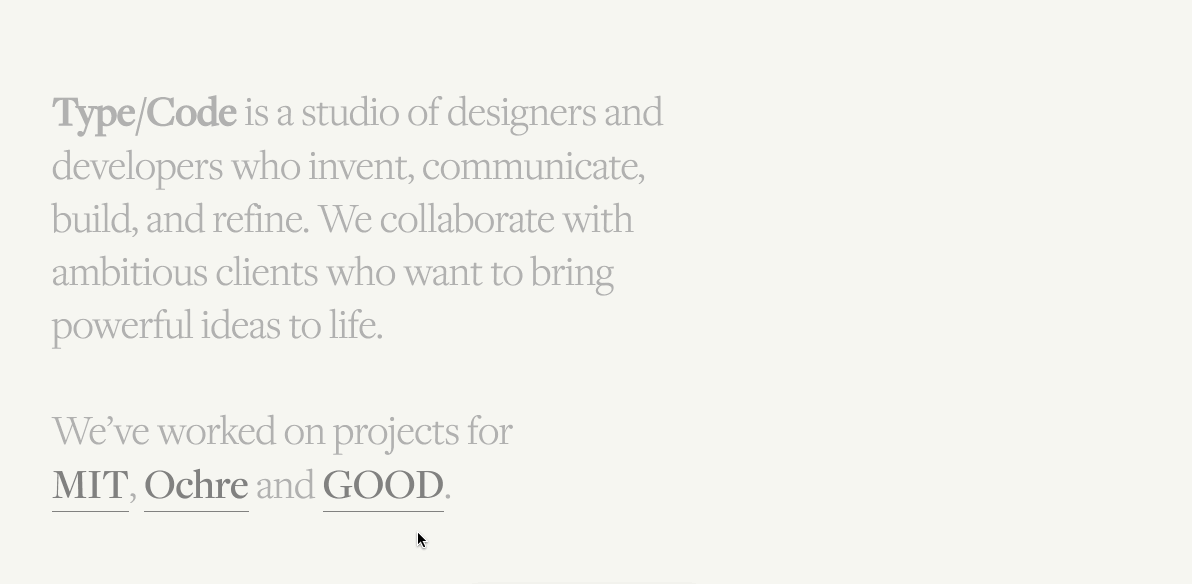 Type/Code is a studio of designers and
developers who invent, communicate,
build, and refine. We collaborate with
ambitious clients who want to bring
powerful ideas to life.
We’ve worked on projects for
MIT, Ochre and GOOD.